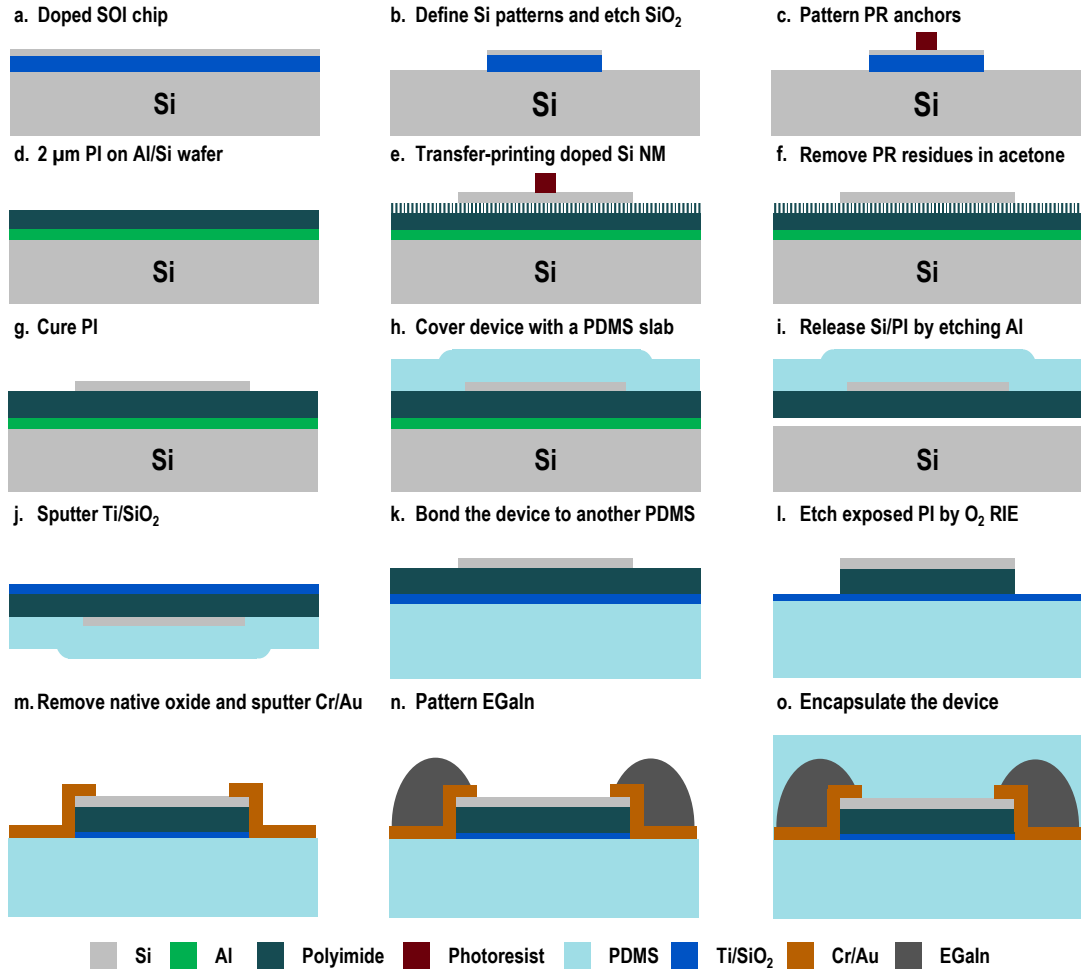 a. Doped SOI chip
b. Define Si patterns and etch SiO₂
c. Pattern PR anchors
Si
Si
Si
d. 2 µm PI on Al/Si wafer
e. Transfer-printing doped Si NM
f. Remove PR residues in acetone
Si
Si
Si
g. Cure PI
h. Cover device with a PDMS slab
i. Release Si/PI by etching Al
Si
Si
Si
j. Sputter Ti/SiO₂
k. Bond the device to another PDMS
l. Etch exposed PI by O₂ RIE
m. Remove native oxide and sputter Cr/Au
n. Pattern EGaIn
o. Encapsulate the device
Si Al Polyimide Photoresist PDMS Ti/SiO₂ Cr/Au EGaIn